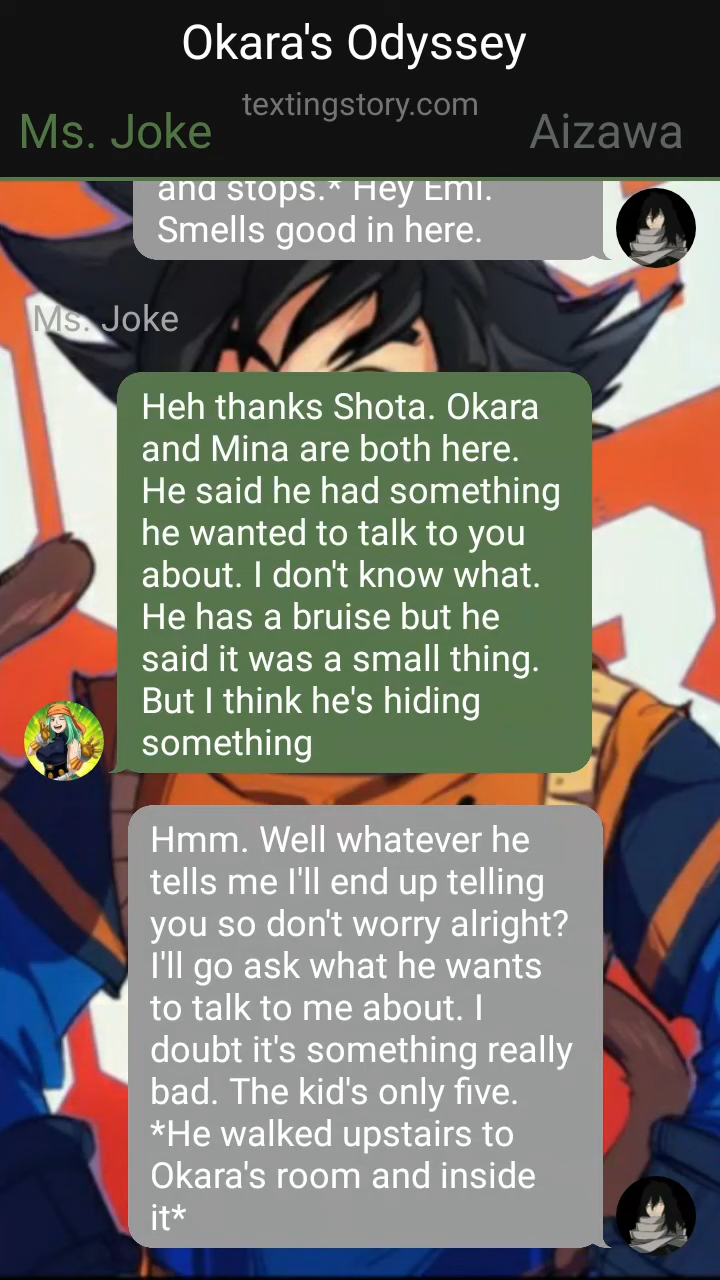 Okara's Odyssey
textingstory.com
Ms. Joke
Aizawa
and stops.* Hey Emi.
Smells good in here.
Ms. Joke
Heh thanks Shota. Okara
and Mina are both here.
He said he had something
he wanted to talk to you
about. I don't know what.
He has a bruise but he
said it was a small thing.
But I think he's hiding
something
Hmm. Well whatever he
tells me I'll end up telling
you so don't worry alright?
I'll go ask what he wants
to talk to me about. I
doubt it's something really
bad. The kid's only five.
*He walked upstairs to
Okara's room and inside
it*